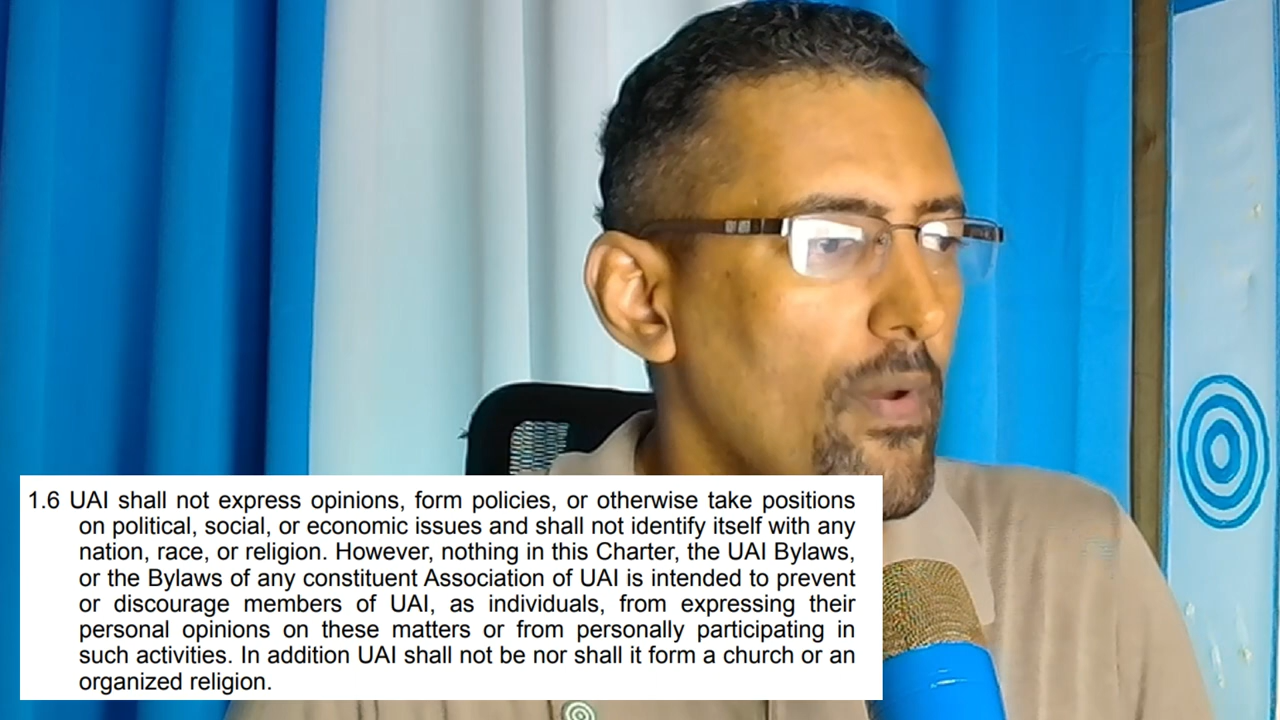 1.6 UAI shall not express opinions, form policies, or otherwise take positions
on political, social, or economic issues and shall not identify itself with any
nation, race, or religion. However, nothing in this Charter, the UAI Bylaws,
or the Bylaws of any constituent Association of UAI is intended to prevent
or discourage members of UAI, as individuals, from expressing their
personal opinions on these matters or from personally participating in
such activities. In addition UAI shall not be nor shall it form a church or an
organized religion.